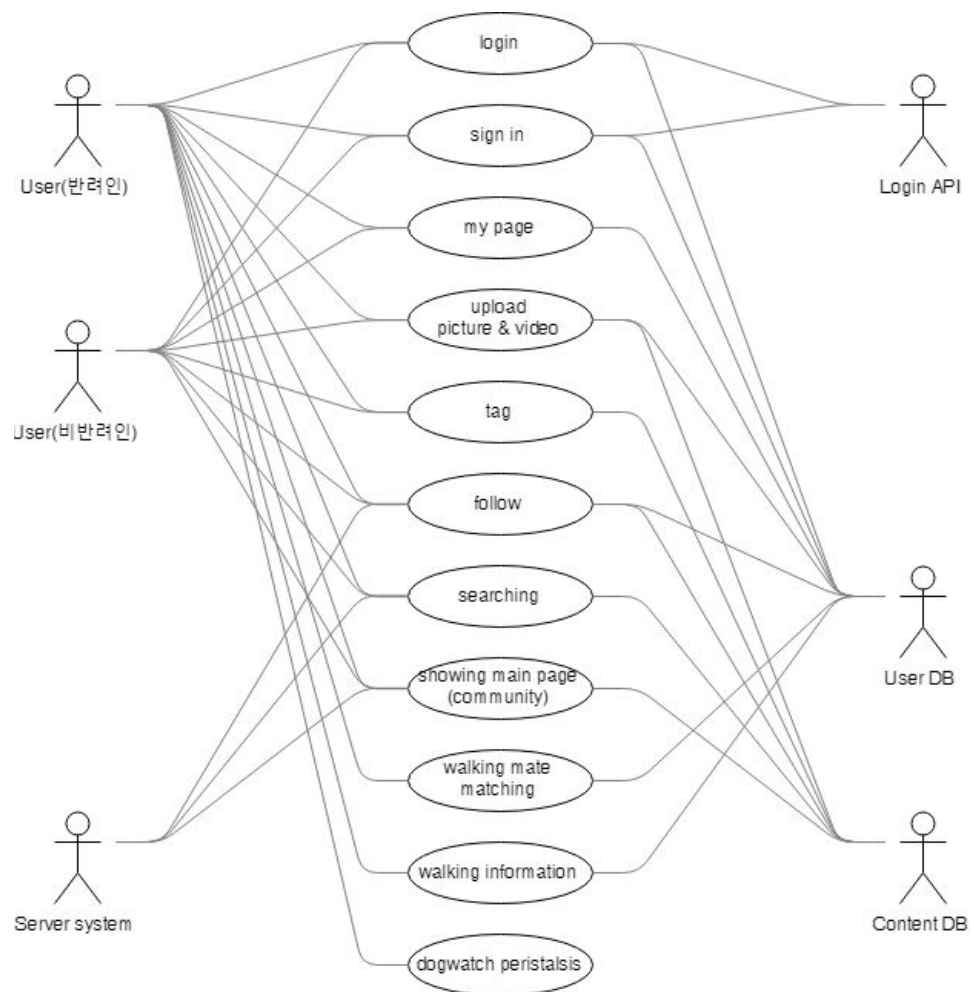 login
User(반려인)
sign in
Login API
my page
upload
picture & video
User(비반려인)
tag
follow
searching
User DB
showing main page
(community)
walking mate
matching
walking information
Server system
Content DB
dogwatch peristalsis